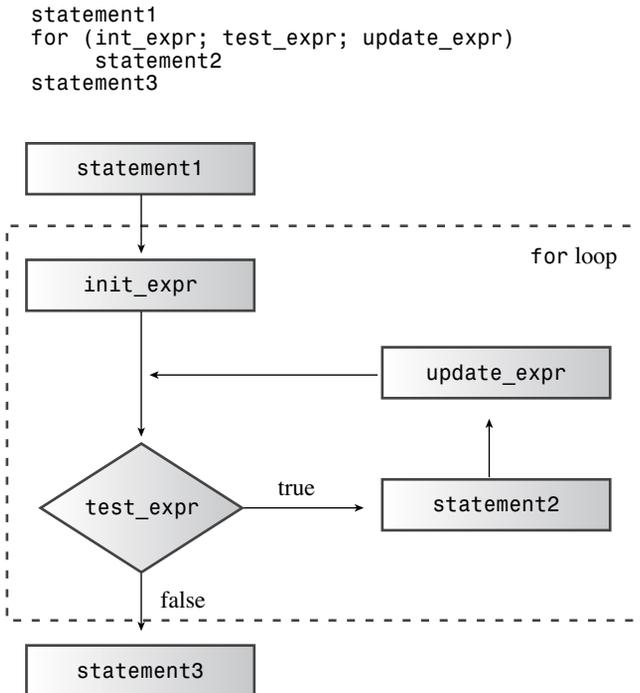 statement1
for (int_expr; test_expr; update_expr)
statement2
statement3
statement1
for loop
init_expr
update_expr
test_expr
true
statement2
false
statement3